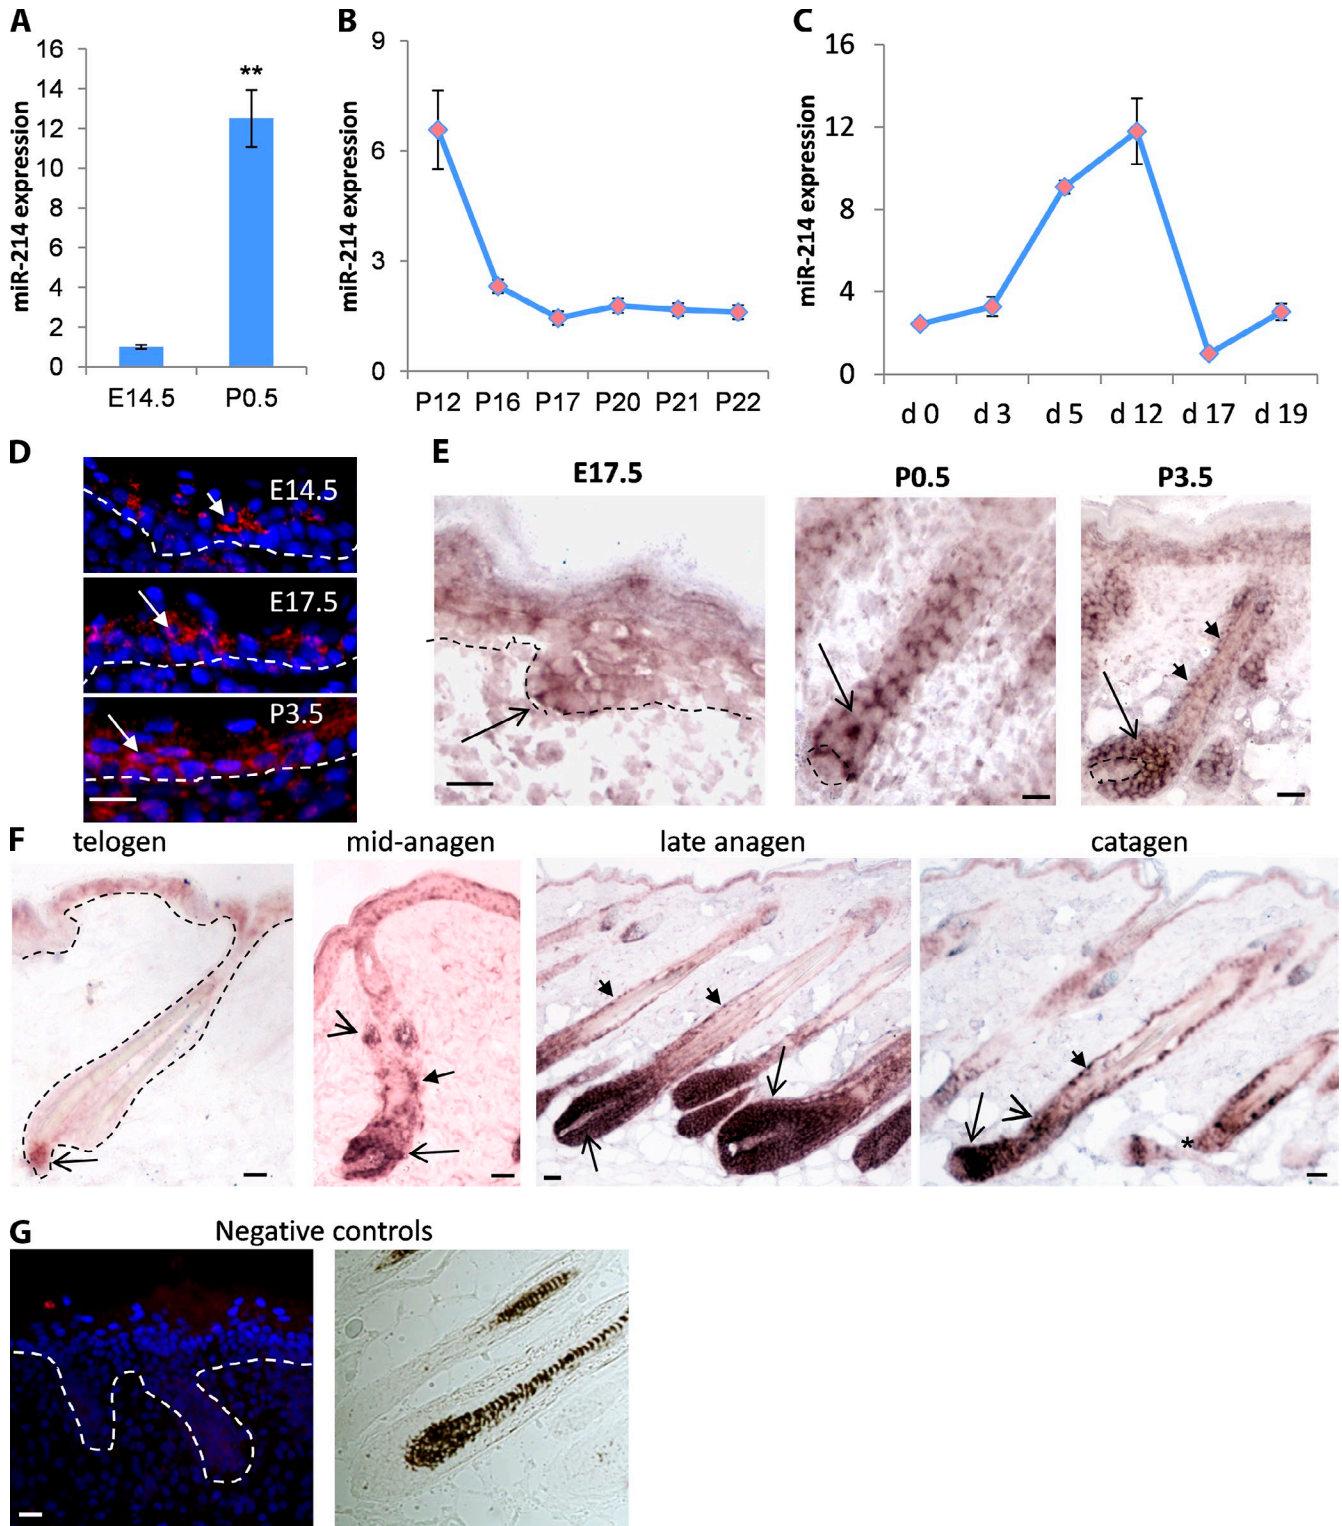 A
16
14
12
10
8
6
4
2
0
miR-214 expression
**
E14.5 P0.5
B
9
6
3
0
miR-214 expression
P12 P16 P17 P20 P21 P22
C
16
12
8
4
0
miR-214 expression
d 0 d 3 d 5 d 12 d 17 d 19
D
E14.5
E17.5
P3.5
E
E17.5 P0.5 P3.5
F
telogen mid-anagen late anagen catagen
*
G
Negative controls